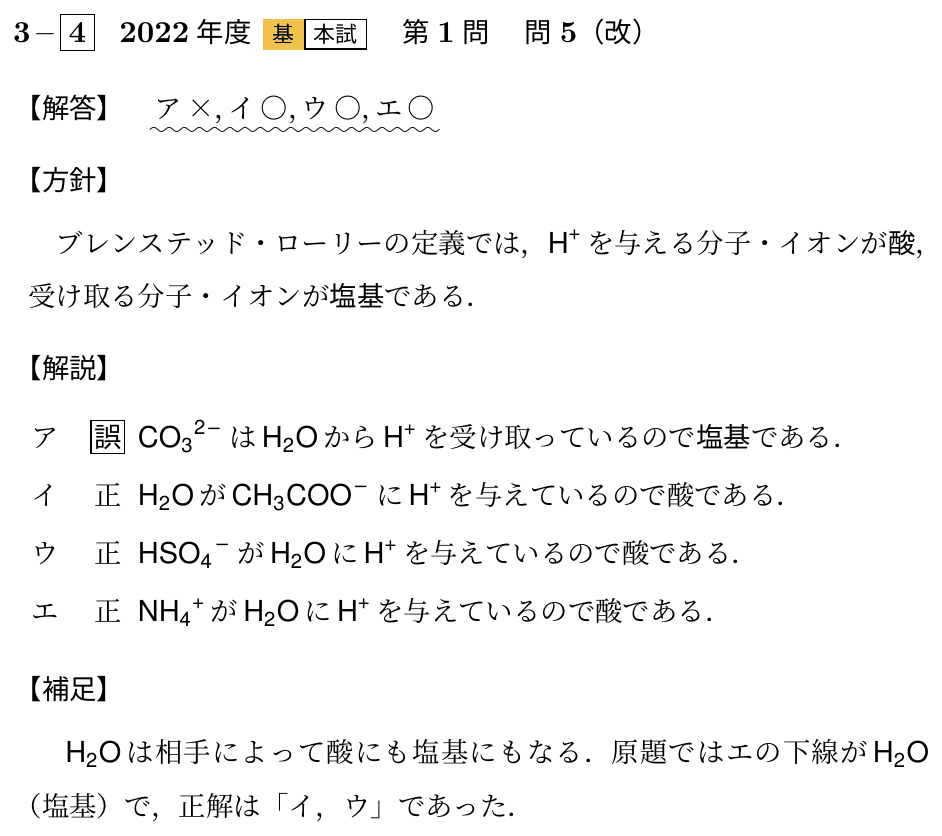 3－4 2022 年度 基 本試 第 1 問 問 5（改）
【解答】 ア ×, イ ○, ウ ○, エ ○
【方針】
ブレンステッド・ローリーの定義では，H⁺ を与える分子・イオンが酸，
受け取る分子・イオンが塩基である．
【解説】
ア 誤 CO₃²⁻ は H₂O から H⁺ を受け取っているので塩基である．
イ 正 H₂O が CH₃COO⁻ に H⁺ を与えているので酸である．
ウ 正 HSO₄⁻ が H₂O に H⁺ を与えているので酸である．
エ 正 NH₄⁺ が H₂O に H⁺ を与えているので酸である．
【補足】
H₂O は相手によって酸にも塩基にもなる．原題ではエの下線が H₂O
（塩基）で，正解は「イ，ウ」であった．